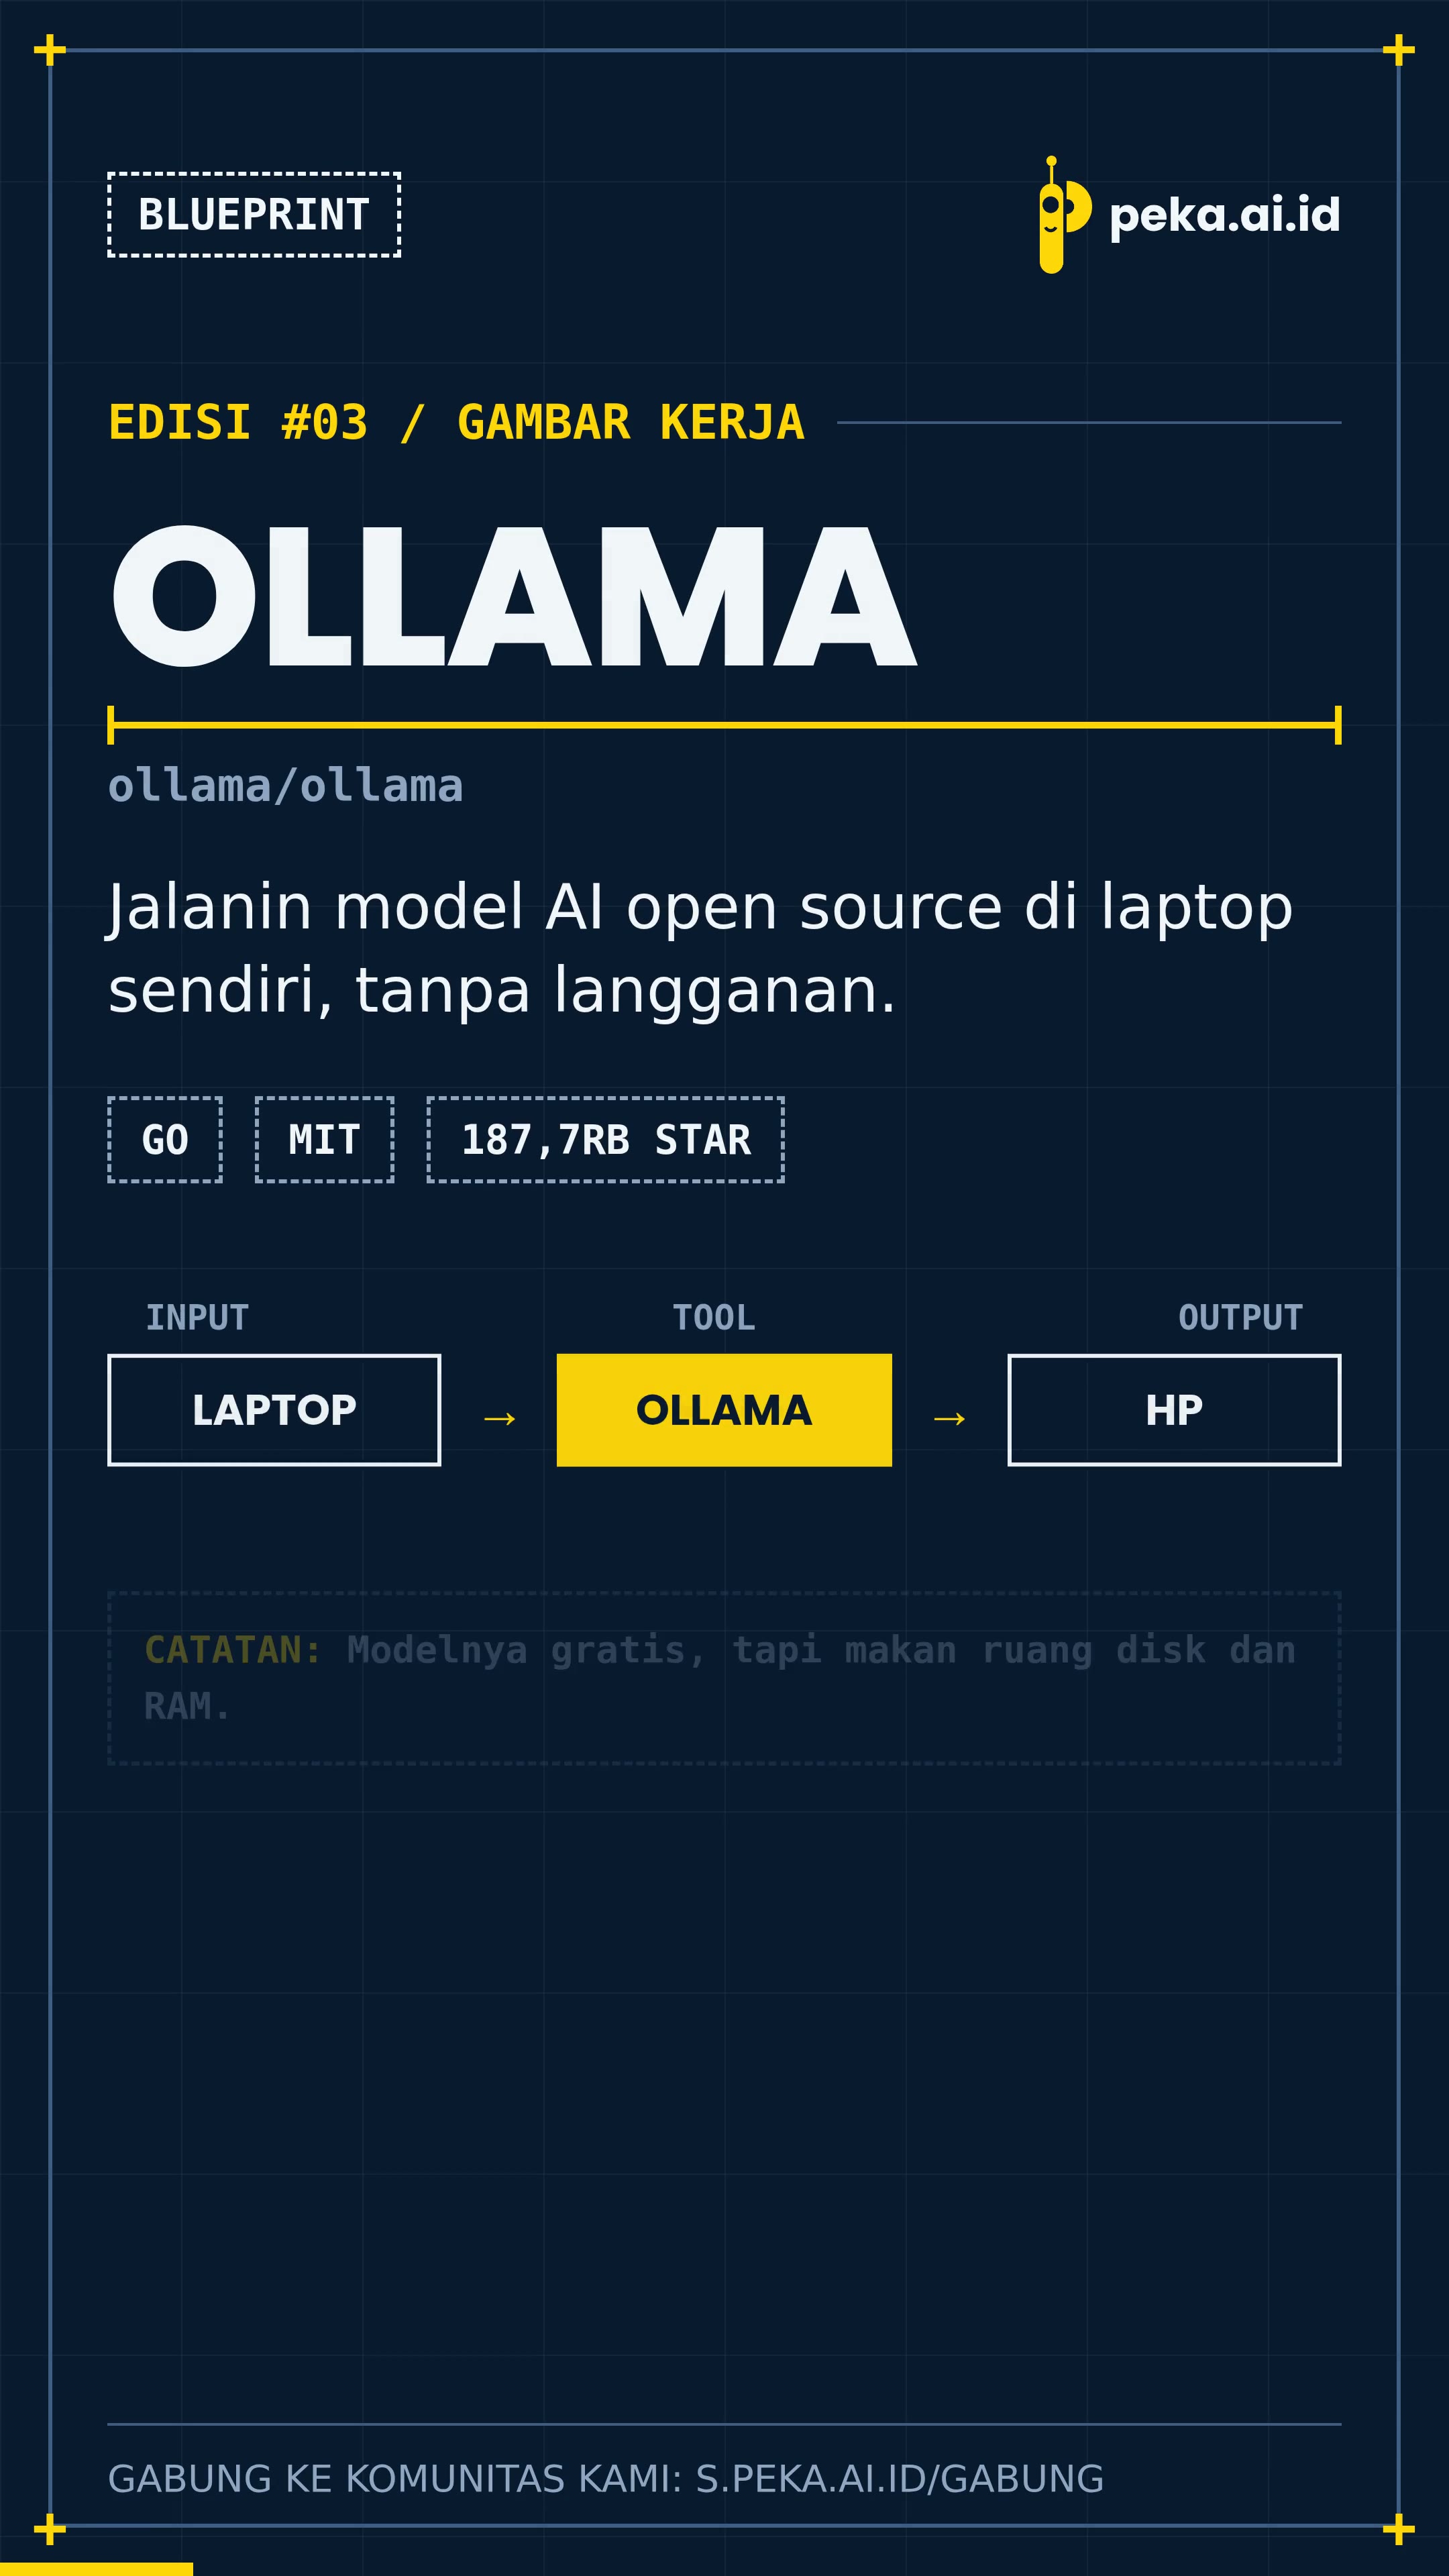 BLUEPRINT
peka.ai.id
EDISI #03 / GAMBAR KERJA
OLLAMA
ollama/ollama
Jalanin model AI open source di laptop
sendiri, tanpa langganan.
GO
MIT
187,7RB STAR
INPUT
TOOL
OUTPUT
LAPTOP
→
OLLAMA
→
HP
CATATAN: Modelnya gratis, tapi makan ruang disk dan
RAM.
GABUNG KE KOMUNITAS KAMI: S.PEKA.AI.ID/GABUNG